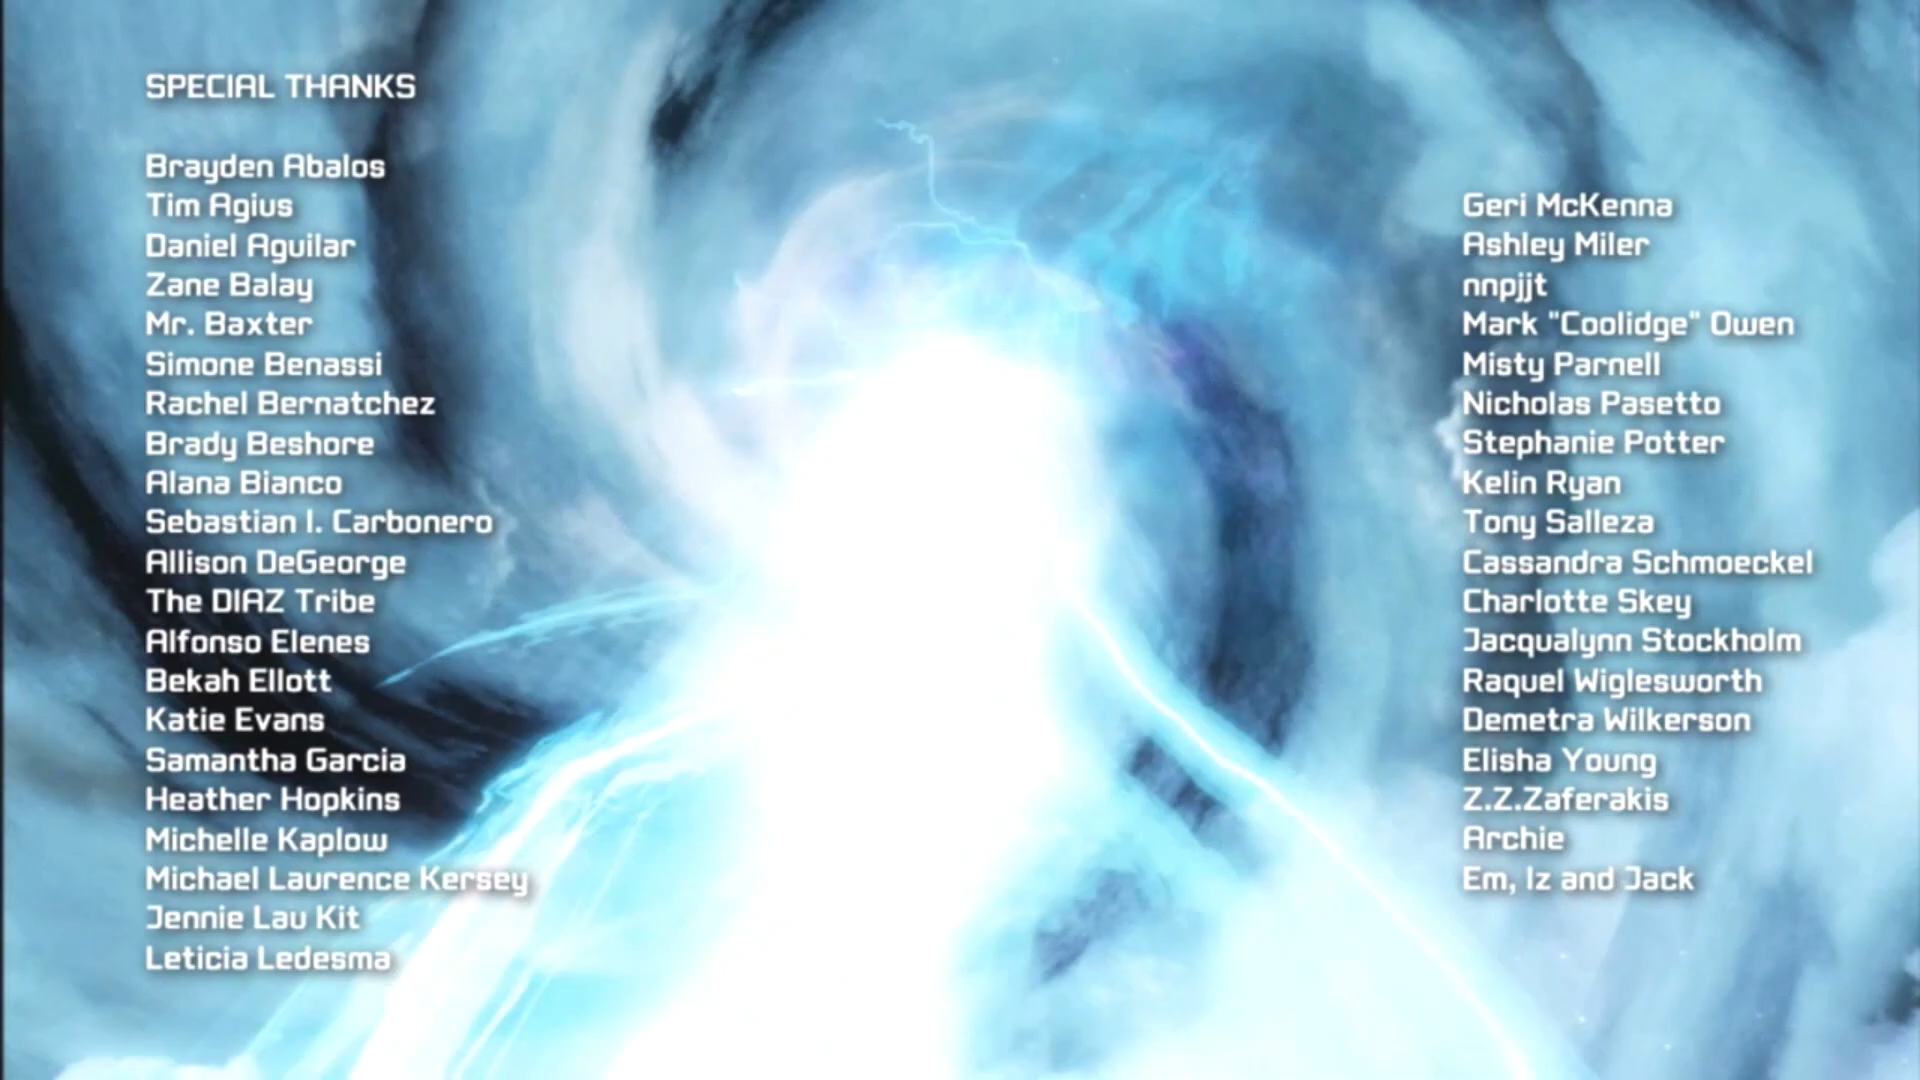 SPECIAL THANKS
Brayden Abalos
Tim Agius
Daniel Aguilar
Zane Balay
Mr. Baxter
Simone Benassi
Rachel Bernatchez
Brady Beshore
Alana Bianco
Sebastian I. Carbonero
Allison DeGeorge
The DIAZ Tribe
Alfonso Elenes
Bekah Ellott
Katie Evans
Samantha Garcia
Heather Hopkins
Michelle Kaplow
Michael Laurence Kersey
Jennie Lau Kit
Leticia Ledesma
Geri McKenna
Ashley Miler
nnpjjt
Mark "Coolidge" Owen
Misty Parnell
Nicholas Pasetto
Stephanie Potter
Kelin Ryan
Tony Salleza
Cassandra Schmoeckel
Charlotte Skey
Jacqualynn Stockholm
Raquel Wiglesworth
Demetra Wilkerson
Elisha Young
Z.Z.Zaferakis
Archie
Em, Iz and Jack